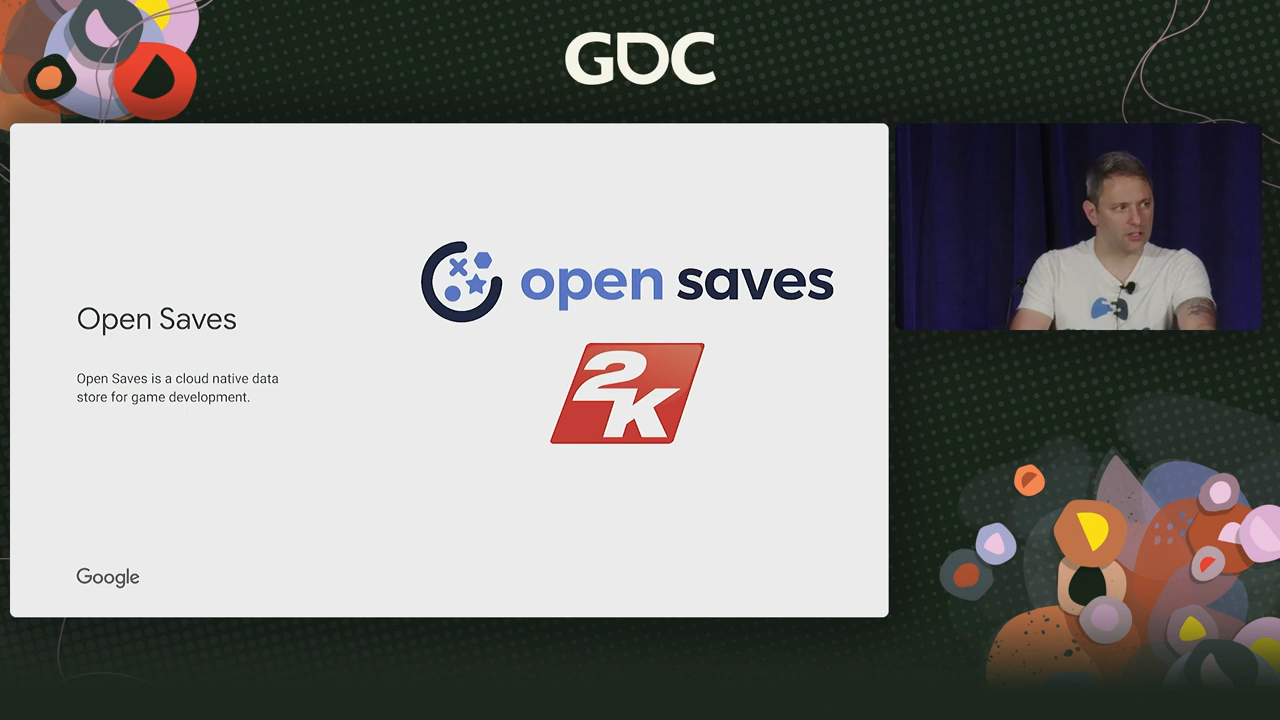 GDC
Open Saves
Open Saves is a cloud native data
store for game development.
open saves
2K
Google